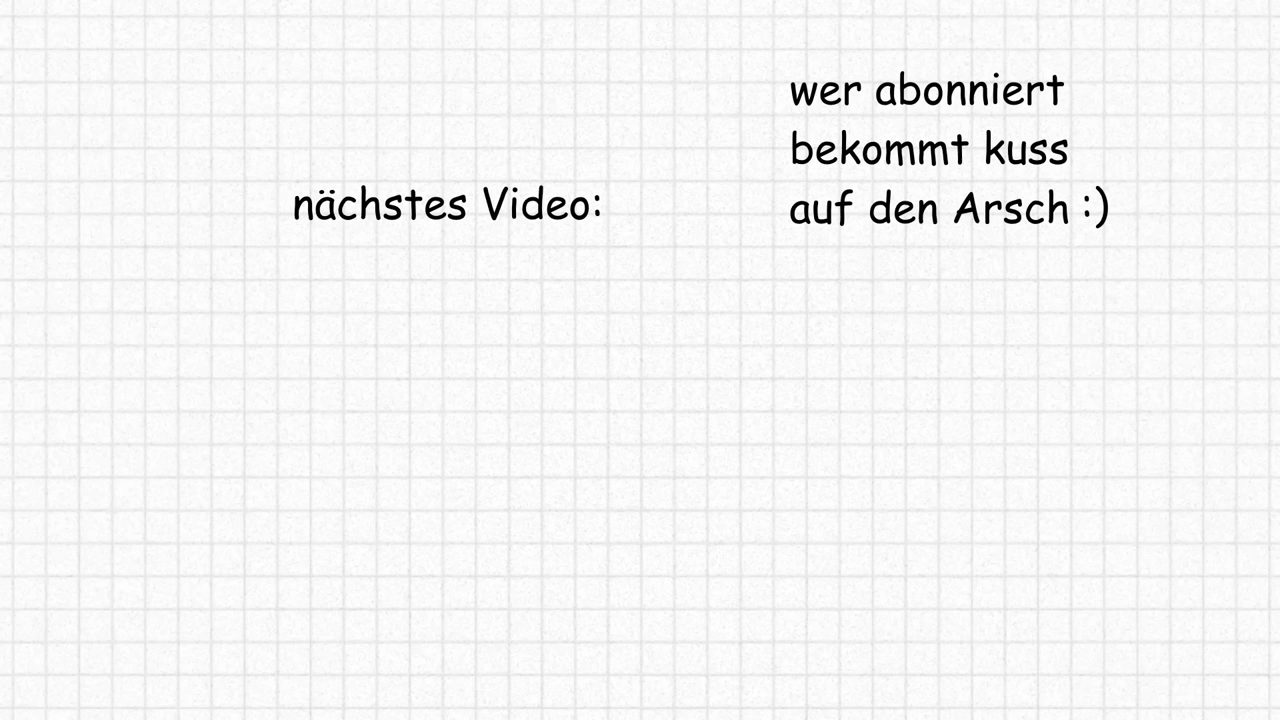 nächstes Video:
wer abonniert
bekommt kuss
auf den Arsch :)